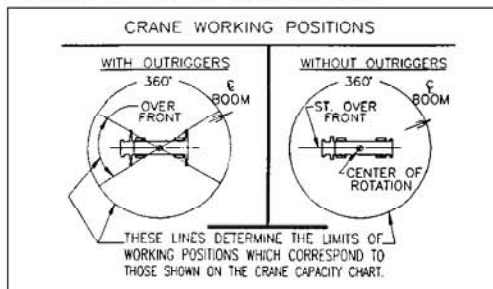 CRANE WORKING POSITIONS
WITH OUTRIGGERS
360°
OVER
FRONT
℄
BOOM
WITHOUT OUTRIGGERS
360°
℄
BOOM
ST. OVER
FRONT
CENTER OF
ROTATION
THESE LINES DETERMINE THE LIMITS OF
WORKING POSITIONS WHICH CORRESPOND TO
THOSE SHOWN ON THE CRANE CAPACITY CHART.